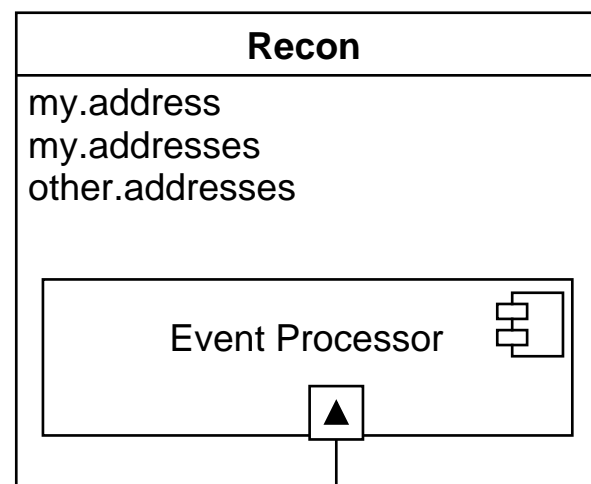 Recon
my.address
my.addresses
other.addresses
Event Processor